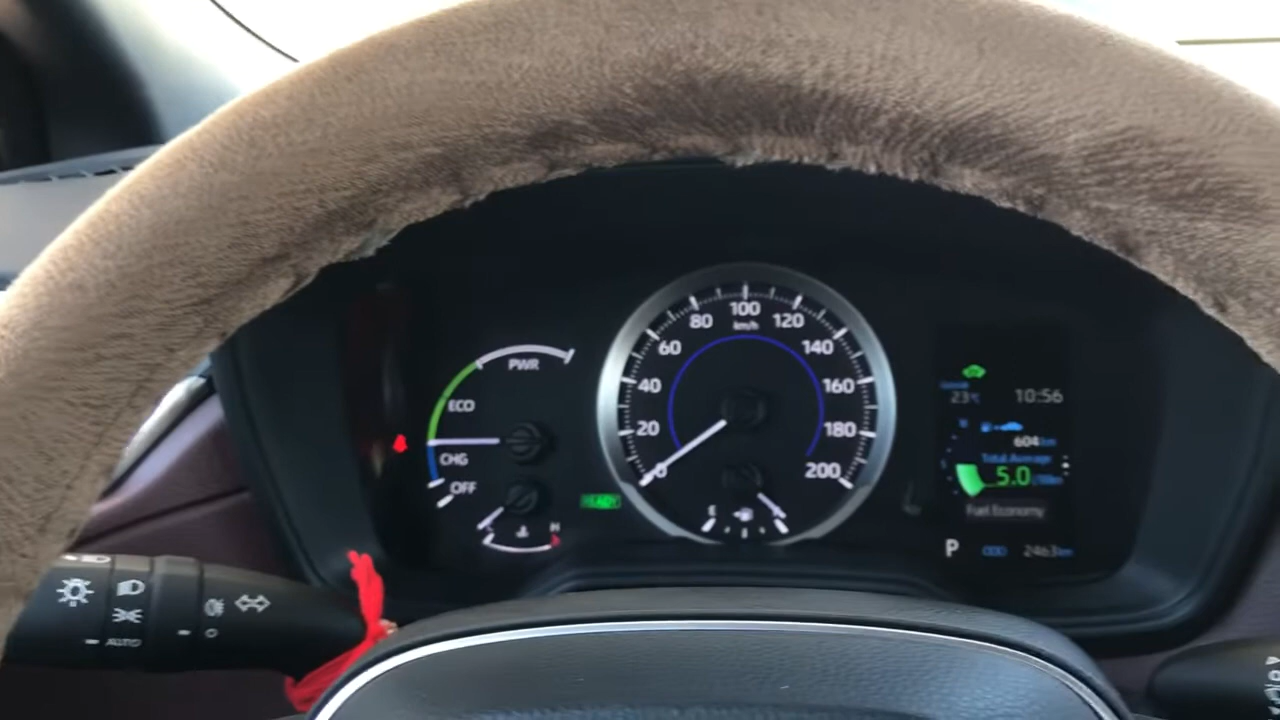 PWR
ECO
CHG
OFF
H
READY
0
20
40
60
80
100
120
140
160
180
200
km/h
E
23°C
10:56
604km
Total Average
5.0
Fuel Economy
P
ODO
2463km
AUTO